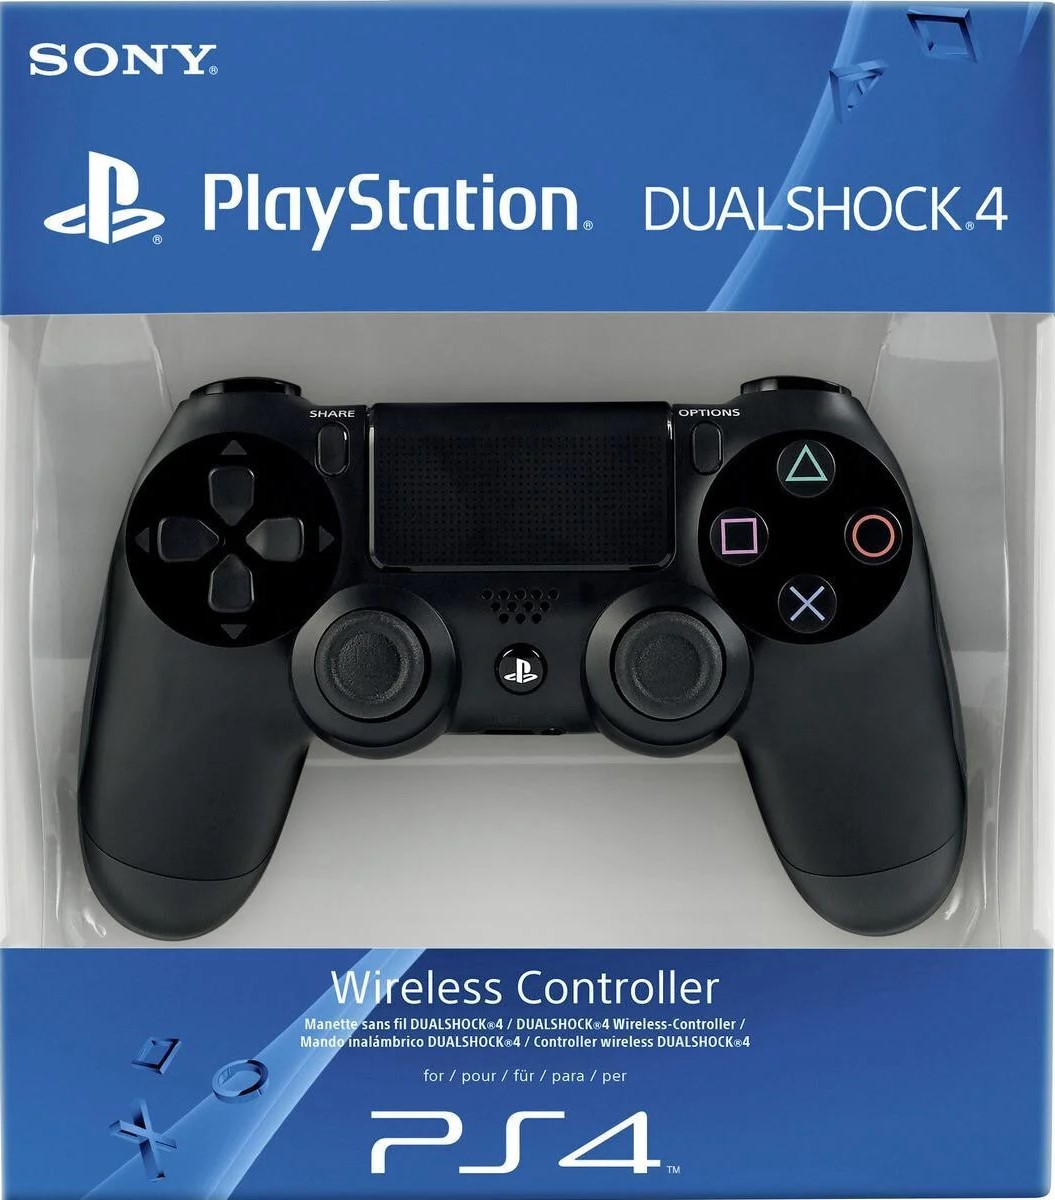 SONY®
PlayStation® DUALSHOCK®4
SHARE OPTIONS
Wireless Controller
Manette sans fil DUALSHOCK®4 / DUALSHOCK®4 Wireless-Controller /
Mando inalámbrico DUALSHOCK®4 / Controller wireless DUALSHOCK®4
for / pour / für / para / per
PS4™